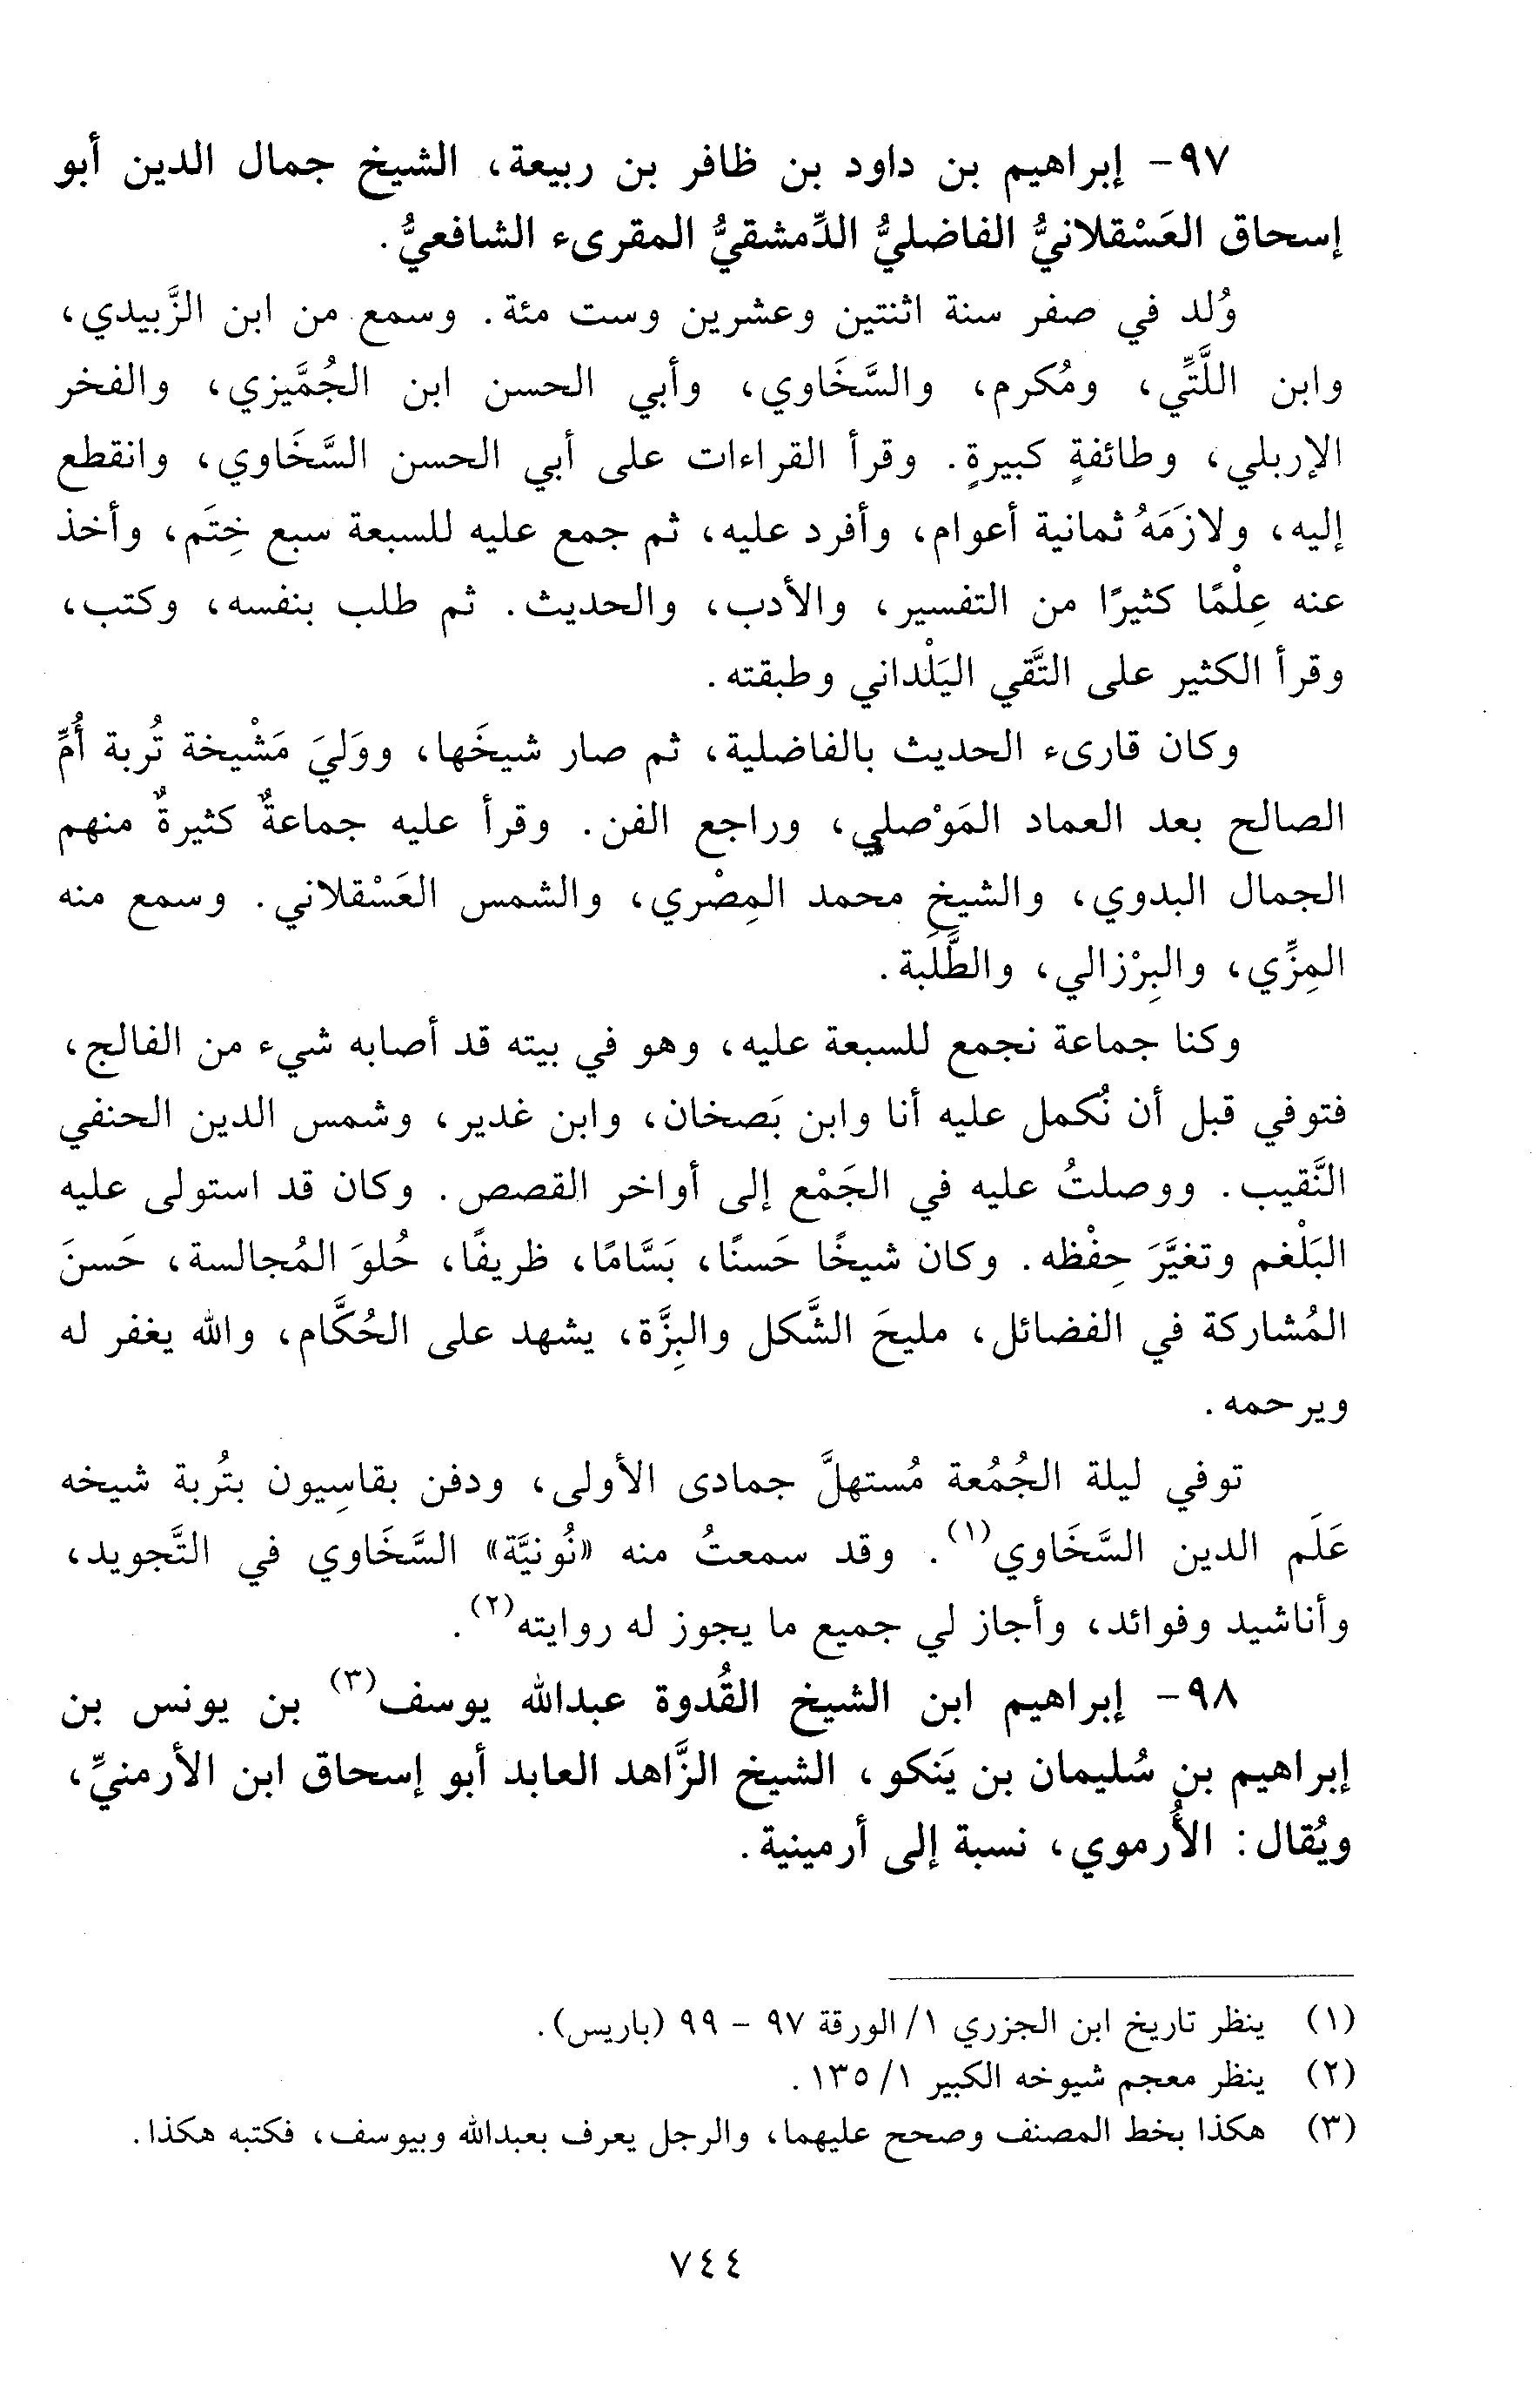 ٩٧- إبراهيم بن داود بن ظافر بن ربيعة، الشيخ جمال الدين أبو
إسحاق العَسْقلانيُّ الفاضليُّ الدِّمشقيُّ المقرىء الشافعيُّ.
وُلد في صفر سنة اثنتين وعشرين وست مئة. وسمع من ابن الزَّبيدي،
وابن اللَّتِّي، ومُكرم، والسَّخَاوي، وأبي الحسن ابن الجُمَّيزي، والفخر
الإربلي، وطائفةٍ كبيرةٍ. وقرأ القراءات على أبي الحسن السَّخَاوي، وانقطع
إليه، ولازَمَهُ ثمانية أعوام، وأفرد عليه، ثم جمع عليه للسبعة سبع خِتَم، وأخذ
عنه عِلْمًا كثيرًا من التفسير، والأدب، والحديث. ثم طلب بنفسه، وكتب،
وقرأ الكثير على التَّقي اليَلْداني وطبقته.
وكان قارىء الحديث بالفاضلية، ثم صار شيخَها، ووَليَ مَشْيخة تُربة أُمِّ
الصالح بعد العماد المَوْصلي، وراجع الفن. وقرأ عليه جماعةٌ كثيرةٌ منهم
الجمال البدوي، والشيخ محمد المِصْري، والشمس العَسْقلاني. وسمع منه
المِزِّي، والبِرْزالي، والطَّلَبة.
وكنا جماعة نجمع للسبعة عليه، وهو في بيته قد أصابه شيء من الفالج،
فتوفي قبل أن نُكمل عليه أنا وابن بَصخان، وابن غدير، وشمس الدين الحنفي
النَّقيب. ووصلتُ عليه في الجَمْع إلى أواخر القصص. وكان قد استولى عليه
البَلْغم وتغيَّرَ حِفْظه. وكان شيخًا حَسنًا، بَسَّامًا، ظريفًا، حُلوَ المُجالسة، حَسنَ
المُشاركة في الفضائل، مليحَ الشَّكل والبِزَّة، يشهد على الحُكَّام، والله يغفر له
ويرحمه.
توفي ليلة الجُمُعة مُستهلَّ جمادى الأولى، ودفن بقاسِيون بتُربة شيخه
عَلَم الدين السَّخَاوي(١). وقد سمعتُ منه «نُونيَّة» السَّخَاوي في التَّجويد،
وأناشيد وفوائد، وأجاز لي جميع ما يجوز له روايته(٢).
٩٨- إبراهيم ابن الشيخ القُدوة عبدالله يوسف(٣) بن يونس بن
إبراهيم بن سُليمان بن يَنكو، الشيخ الزَّاهد العابد أبو إسحاق ابن الأرمنيِّ،
ويُقال: الأُرموي، نسبة إلى أرمينية.
(١) ينظر تاريخ ابن الجزري ١/ الورقة ٩٧ - ٩٩ (باريس).
(٢) ينظر معجم شيوخه الكبير ١/ ١٣٥.
(٣) هكذا بخط المصنف وصحح عليهما، والرجل يعرف بعبدالله وبيوسف، فكتبه هكذا.
٧٤٤